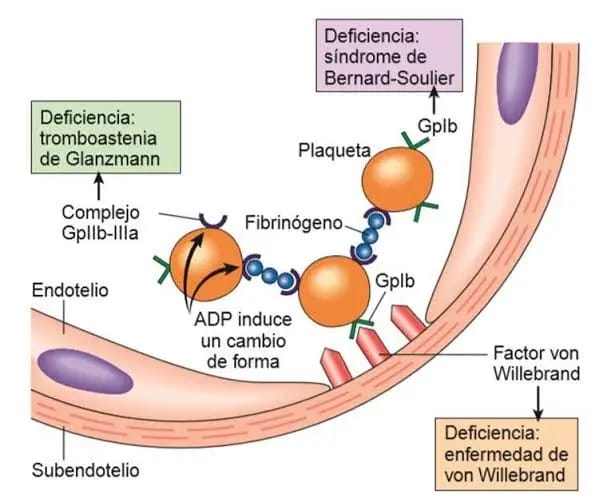 Deficiencia:
síndrome de
Bernard-Soulier
GpIb
Plaqueta
Deficiencia:
tromboastenia
de Glanzmann
Complejo
GpIIb-IIIa
Fibrinógeno
GpIb
Endotelio
ADP induce
un cambio
de forma
Factor von
Willebrand
Deficiencia:
enfermedad de
von Willebrand
Subendotelio